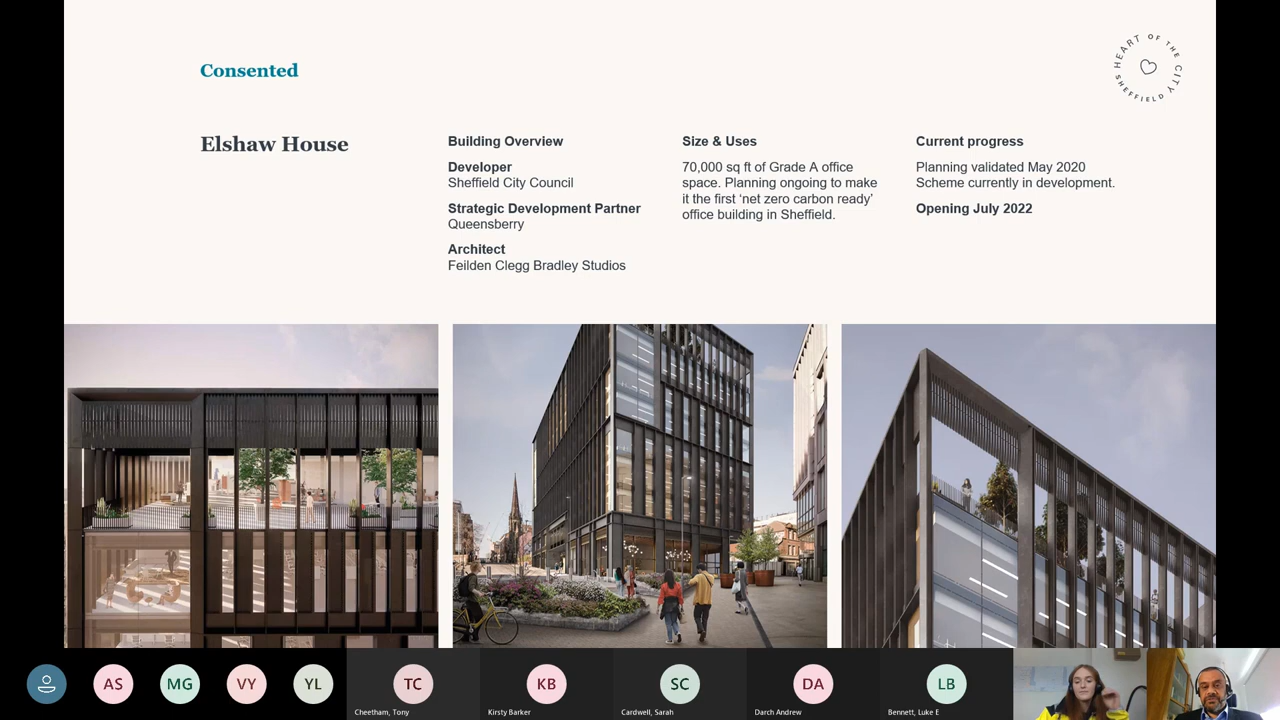 Consented
HEART OF THE CITY
SHEFFIELD
Elshaw House
Building Overview
Developer
Sheffield City Council
Strategic Development Partner
Queensberry
Architect
Feilden Clegg Bradley Studios
Size & Uses
70,000 sq ft of Grade A office
space. Planning ongoing to make
it the first ‘net zero carbon ready’
office building in Sheffield.
Current progress
Planning validated May 2020
Scheme currently in development.
Opening July 2022
AS
MG
VY
YL
TC
Cheetham, Tony
KB
Kirsty Barker
SC
Cardwell, Sarah
DA
Darch Andrew
LB
Bennett, Luke E